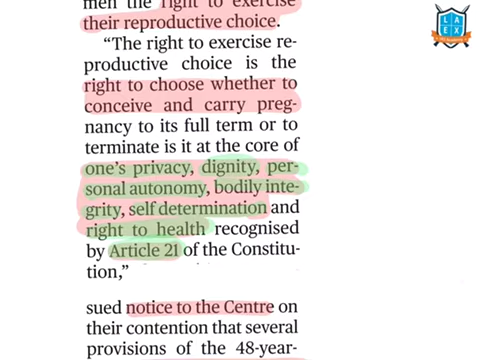 men the right to exercise
their reproductive choice.
“The right to exercise re-
productive choice is the
right to choose whether to
conceive and carry preg-
nancy to its full term or to
terminate is it at the core of
one’s privacy, dignity, per-
sonal autonomy, bodily inte-
grity, self determination and
right to health recognised
by Article 21 of the Constitu-
tion,”
sued notice to the Centre on
their contention that several
provisions of the 48-year-
LA
EX